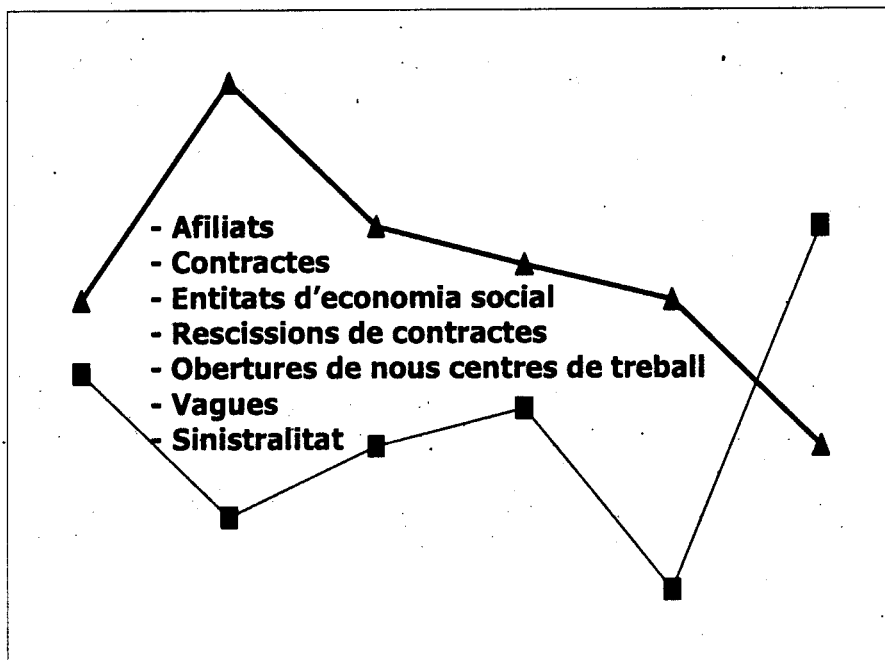 - Afiliats
- Contractes
- Entitats d'economia social
- Rescissions de contractes
- Obertures de nous centres de treball
- Vagues
- Sinistralitat